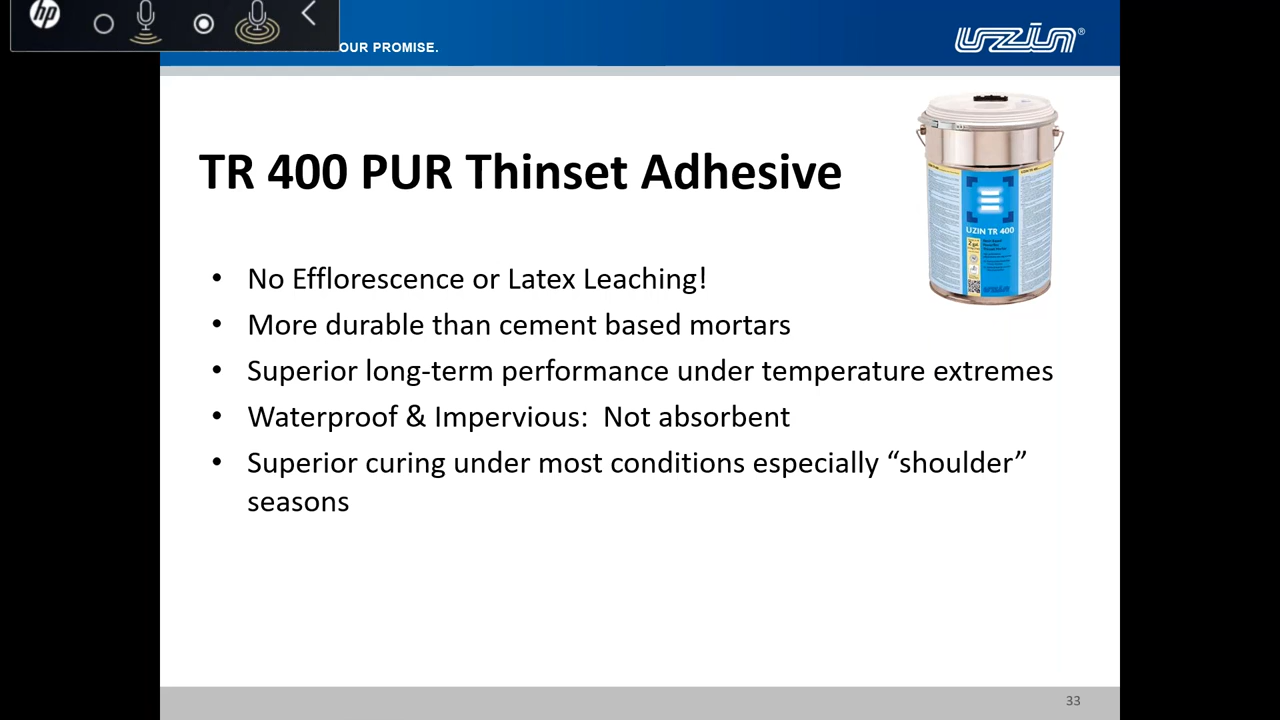 hp
OUR PROMISE.
uzin®
TR 400 PUR Thinset Adhesive
UZIN TR 400
• No Efflorescence or Latex Leaching!
• More durable than cement based mortars
• Superior long-term performance under temperature extremes
• Waterproof & Impervious:  Not absorbent
• Superior curing under most conditions especially “shoulder”
seasons
33